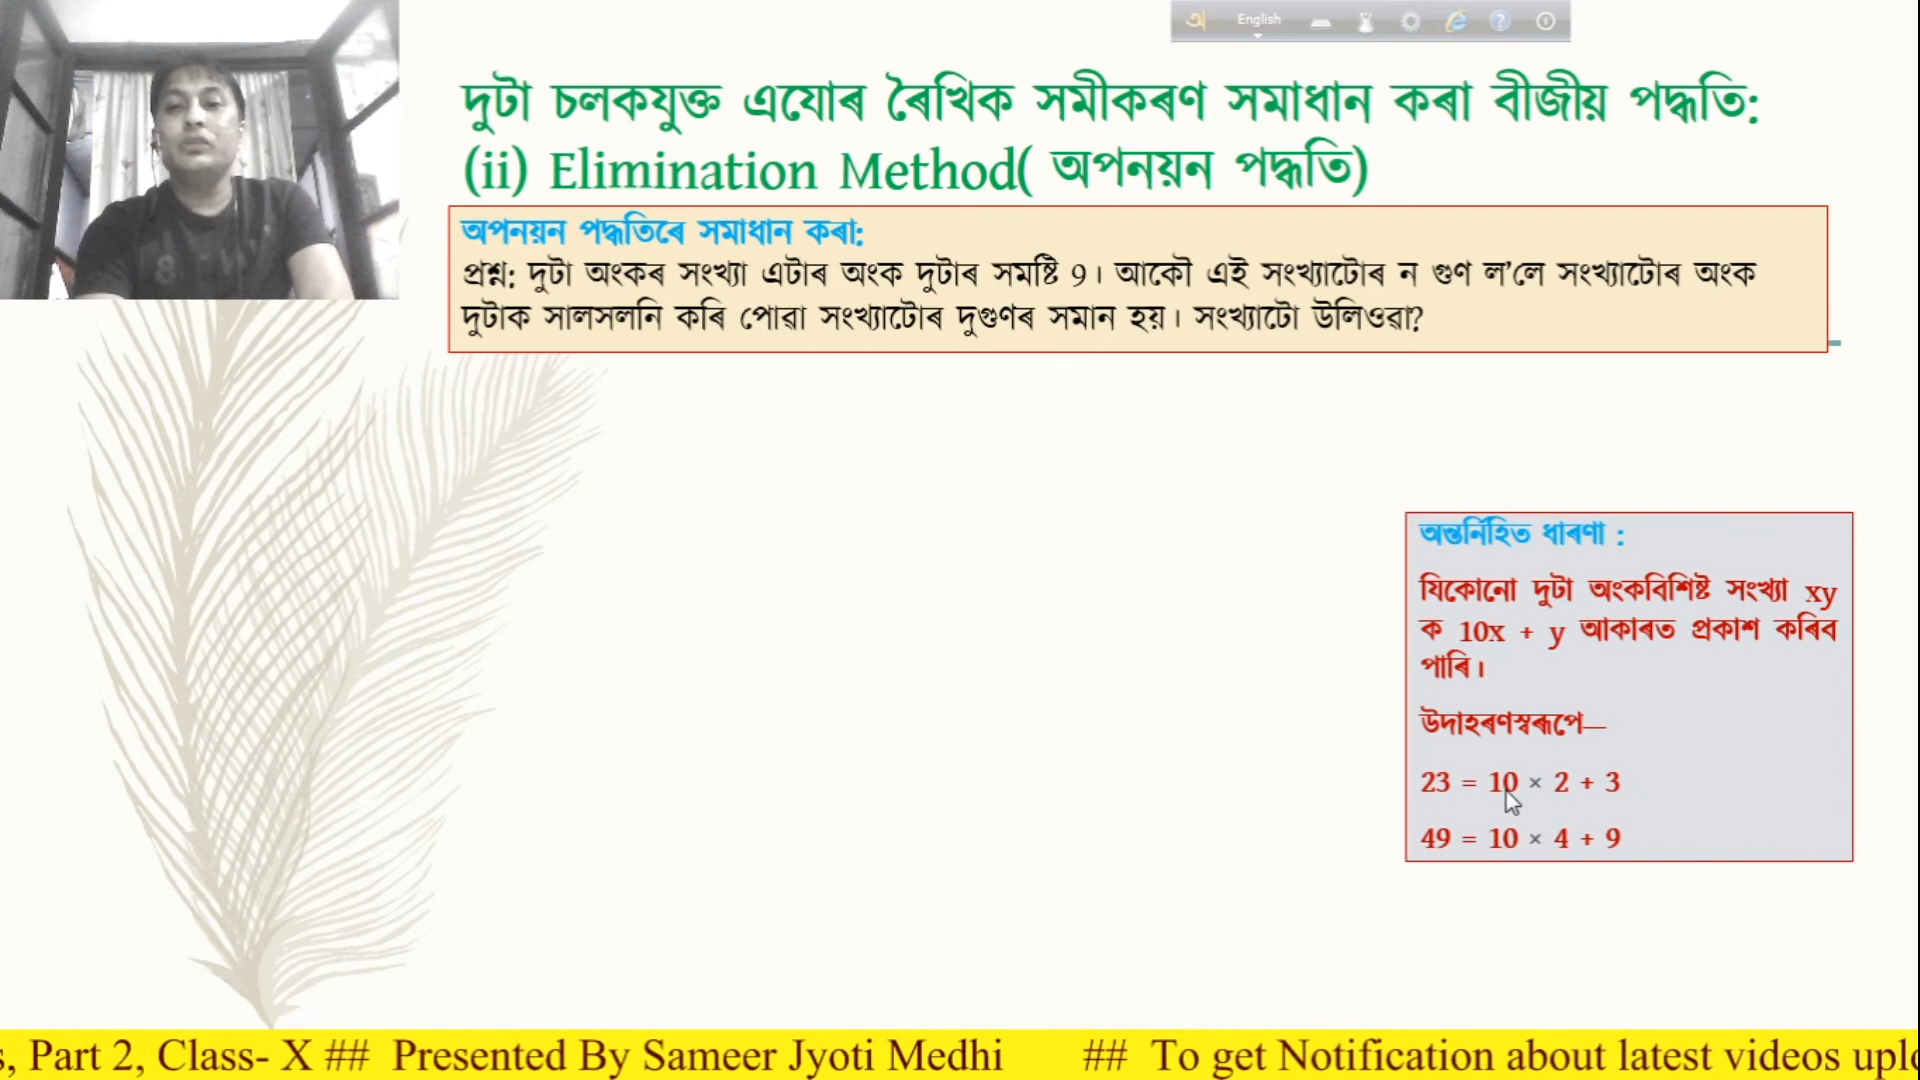 অ English
দুটা চলকযুক্ত এযোৰ ৰৈখিক সমীকৰণ সমাধান কৰা বীজীয় পদ্ধতি:
(ii) Elimination Method( অপনয়ন পদ্ধতি)
অপনয়ন পদ্ধতিৰে সমাধান কৰা:
প্ৰশ্ন: দুটা অংকৰ সংখ্যা এটাৰ অংক দুটাৰ সমষ্টি 9। আকৌ এই সংখ্যাটোৰ ন গুণ ল’লে সংখ্যাটোৰ অংক
দুটাক সালসলনি কৰি পোৱা সংখ্যাটোৰ দুগুণৰ সমান হয়। সংখ্যাটো উলিওৱা?
অন্তৰ্নিহিত ধাৰণা :
যিকোনো দুটা অংকবিশিষ্ট সংখ্যা xy
ক 10x + y আকাৰত প্ৰকাশ কৰিব
পাৰি।
উদাহৰণস্বৰূপে—
23 = 10 × 2 + 3
49 = 10 × 4 + 9
s, Part 2, Class- X ## Presented By Sameer Jyoti Medhi ## To get Notification about latest videos uplo